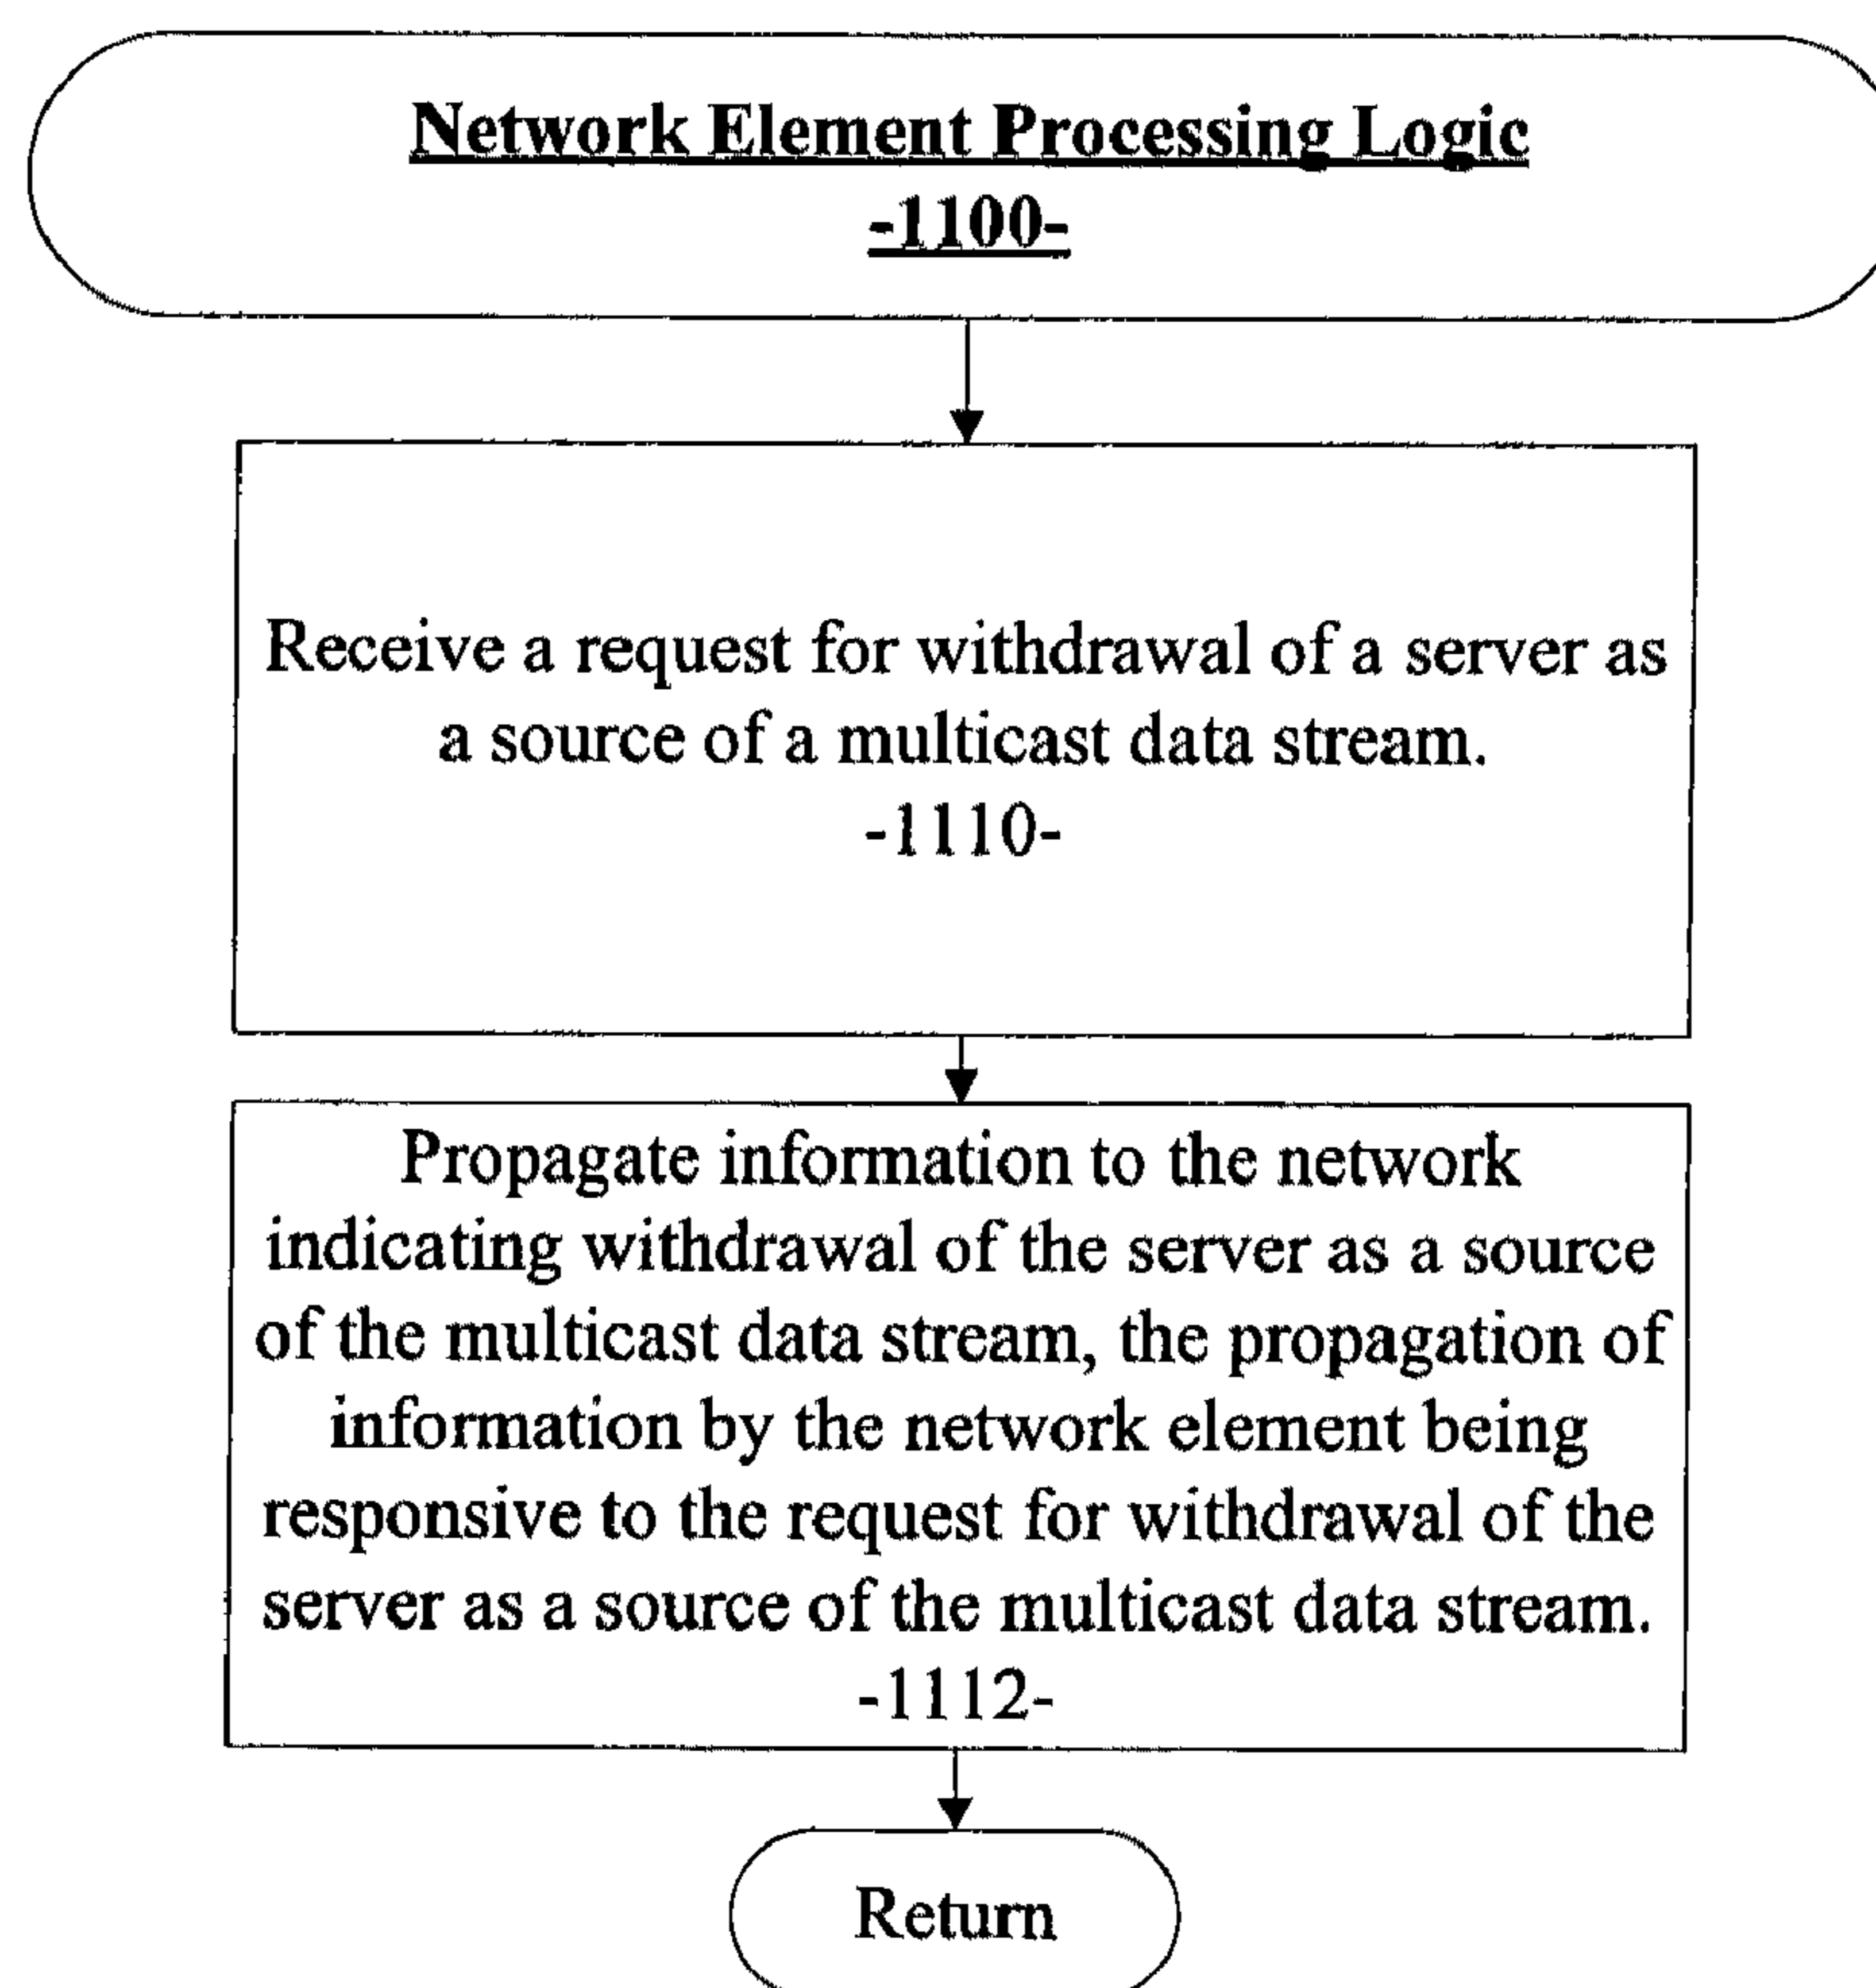 Network Element Processing Logic
-1100-
Receive a request for withdrawal of a server as
a source of a multicast data stream.
-1110-
Propagate information to the network
indicating withdrawal of the server as a source
of the multicast data stream, the propagation of
information by the network element being
responsive to the request for withdrawal of the
server as a source of the multicast data stream.
-1112-
Return